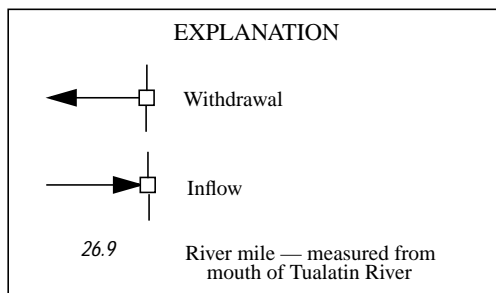 EXPLANATION
Withdrawal
Inflow
26.9 River mile — measured from
mouth of Tualatin River